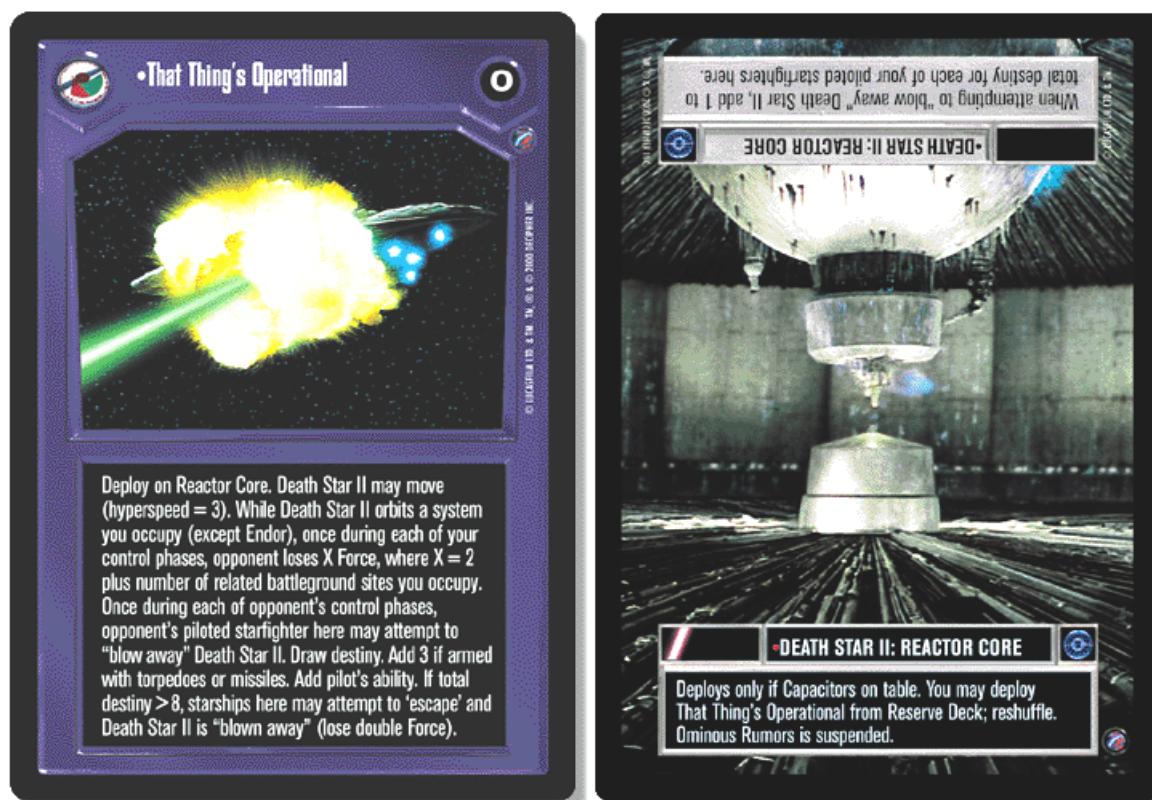 •That Thing's Operational
O
© LUCASFILM LTD. & TM. TM, ® & © 2000 DECIPHER INC.
Deploy on Reactor Core. Death Star II may move
(hyperspeed = 3). While Death Star II orbits a system
you occupy (except Endor), once during each of your
control phases, opponent loses X Force, where X = 2
plus number of related battleground sites you occupy.
Once during each of opponent's control phases,
opponent's piloted starfighter here may attempt to
“blow away” Death Star II. Draw destiny. Add 3 if armed
with torpedoes or missiles. Add pilot's ability. If total
destiny > 8, starships here may attempt to 'escape' and
Death Star II is “blown away” (lose double Force).
•DEATH STAR II: REACTOR CORE
When attempting to "blow away" Death Star II, add 1 to
total destiny for each of your piloted starfighters here.
•DEATH STAR II: REACTOR CORE
Deploys only if Capacitors on table. You may deploy
That Thing's Operational from Reserve Deck; reshuffle.
Ominous Rumors is suspended.